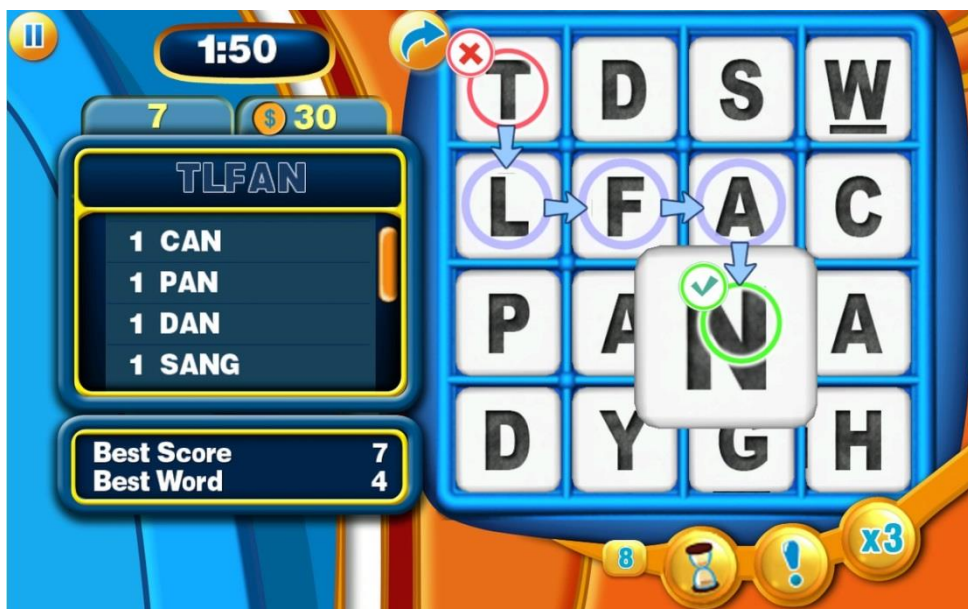 1:50
7
$ 30
TLFAN
1 CAN
1 PAN
1 DAN
1 SANG
Best Score 7
Best Word 4
T D S W
L F A C
P A N A
D Y G H
8
x3